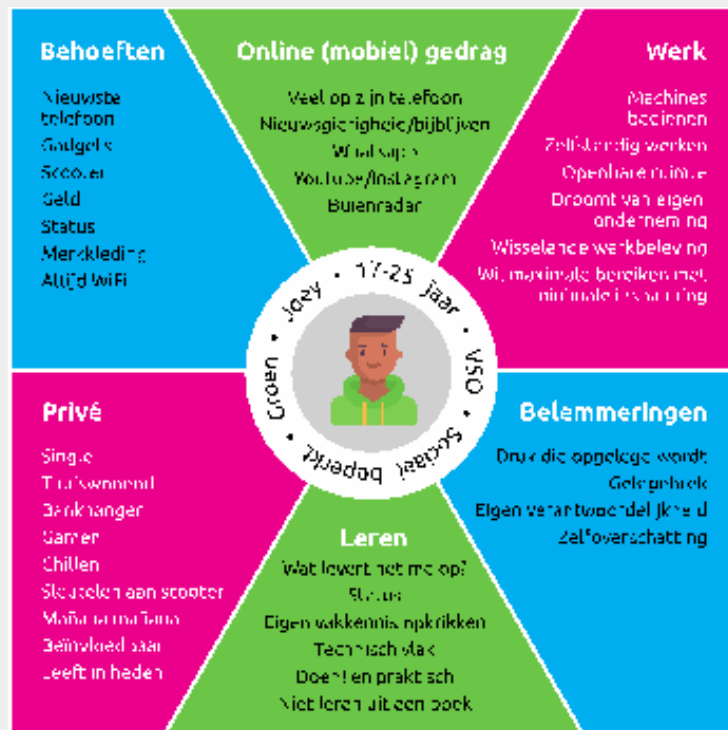 Behoeften
Nieuwste
telefoon
Gadgets
Scooter
Geld
Status
Merkkleding
Altijd WiFi
Online (mobiel) gedrag
Veel op zijn telefoon
Nieuwsgierigheid/bijblijven
Whatsapp
YouTube/Instagram
Buienradar
Werk
Machines
bedienen
Zelfstandig werken
Openbare ruimte
Droomt van eigen
onderneming
Wisselende werkbeleving
Wil maximale bereiken met
minimale inspanning
Joey • 17-25 jaar • VSO • Sociaal beperkt • Groen •
Privé
Single
Thuiswonend
Bankhanger
Gamer
Chillen
Sleutelen aan scooter
Mañana mañana
Beïnvloedbaar
Leeft in heden
Leren
Wat levert het me op?
Status
Eigen vakkennis opkrikken
Technisch vlak
Doen! en praktisch
Niet leren uit een boek
Belemmeringen
Druk die opgelegd wordt
Geldgebrek
Eigen verantwoordelijkheid
Zelfoverschatting